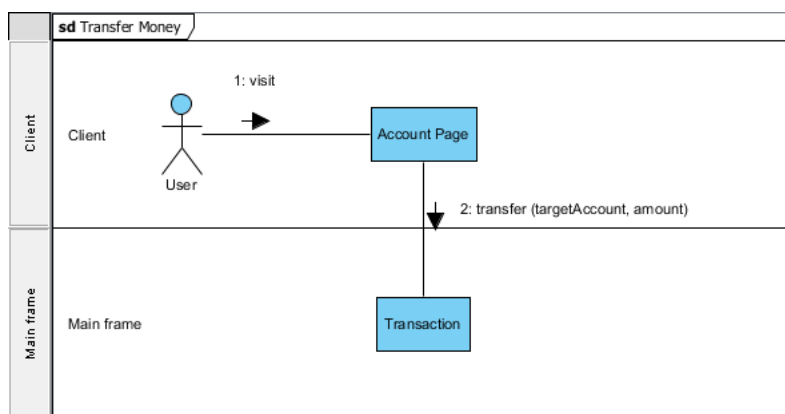 sd Transfer Money
Client
Client
1: visit
User
Account Page
2: transfer (targetAccount, amount)
Main frame
Main frame
Transaction